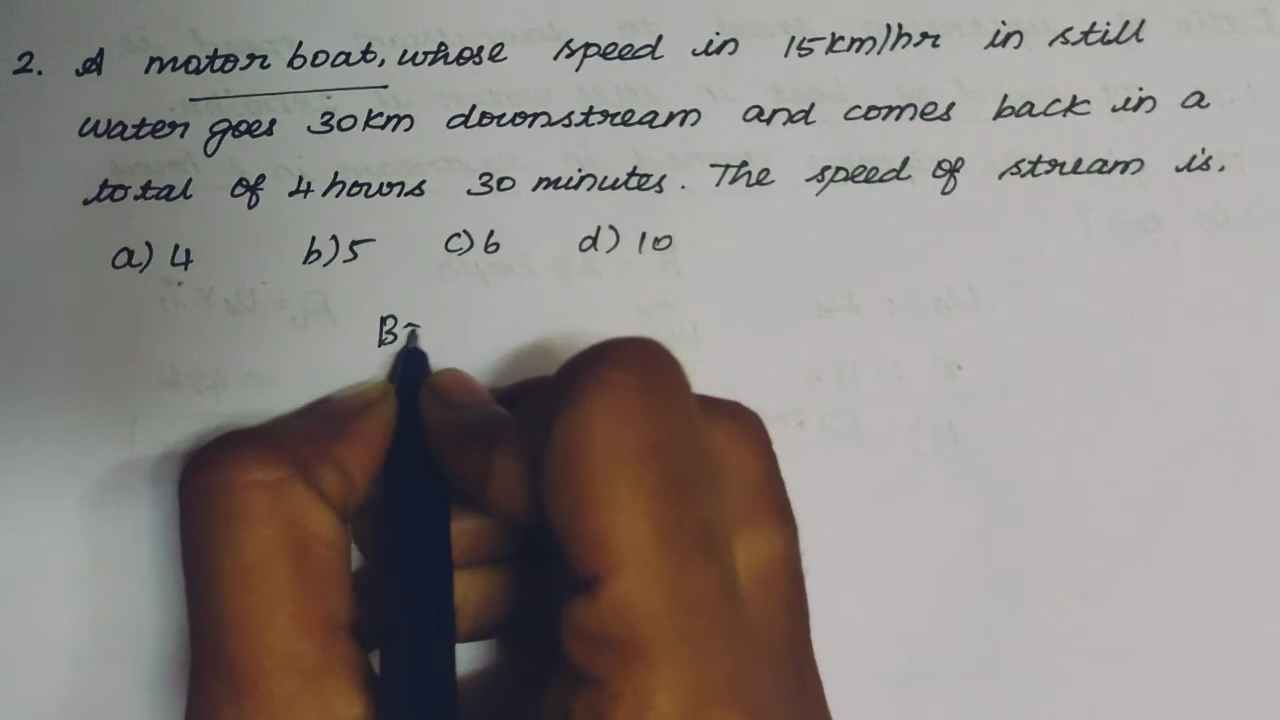 2. A motor boat, whose speed in 15km/hr in still
water goes 30km downstream and comes back in a
total of 4 hours 30 minutes. The speed of stream is.
a) 4 b) 5 c) 6 d) 10
B=